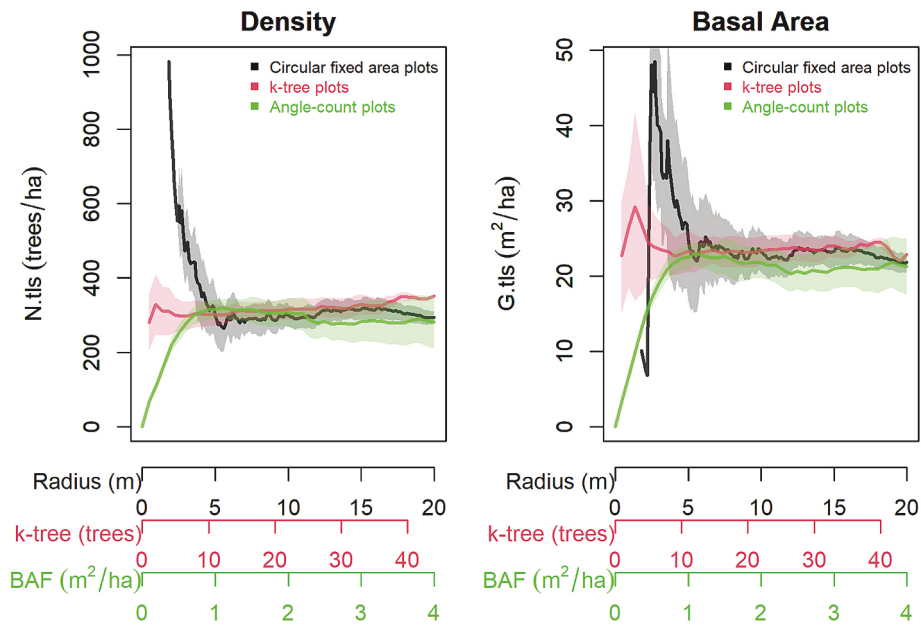 Density
N.tls (trees/ha)
0
200
400
600
800
1000
Circular fixed area plots
k-tree plots
Angle-count plots
Radius (m)
0 5 10 15 20
k-tree (trees)
0 10 20 30 40
BAF (m²/ha)
0 1 2 3 4
Basal Area
G.tls (m²/ha)
0
10
20
30
40
50
Circular fixed area plots
k-tree plots
Angle-count plots
Radius (m)
0 5 10 15 20
k-tree (trees)
0 10 20 30 40
BAF (m²/ha)
0 1 2 3 4